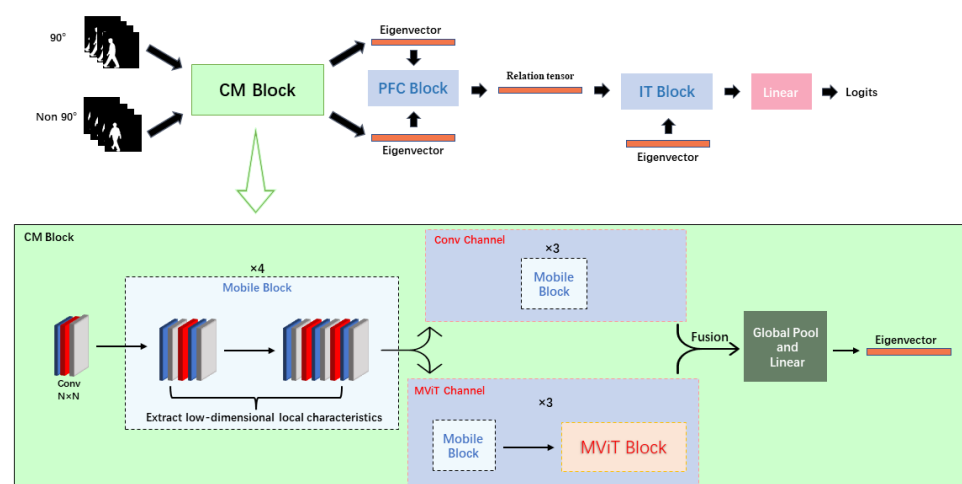 90°
Non 90°
CM Block
Eigenvector
PFC Block
Eigenvector
Relation tensor
IT Block
Eigenvector
Linear
Logits
CM Block
Conv
N×N
×4
Mobile Block
Extract low-dimensional local characteristics
Conv Channel
×3
Mobile
Block
MViT Channel
×3
Mobile
Block
MViT Block
Fusion
Global Pool
and
Linear
Eigenvector